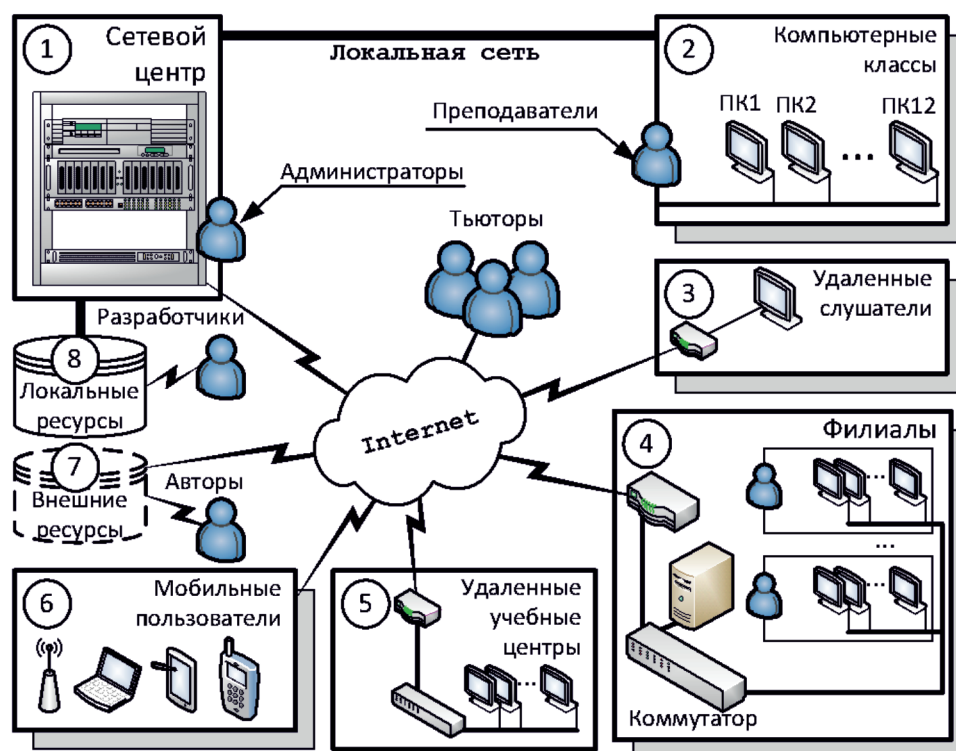 1
Сетевой
центр
Локальная сеть
2
Компьютерные
классы
ПК1
ПК2
...
ПК12
Преподаватели
Администраторы
Тьюторы
3
Удаленные
слушатели
Разработчики
8
Локальные
ресурсы
Internet
4
Филиалы
...
...
...
7
Внешние
ресурсы
Авторы
6
Мобильные
пользователи
5
Удаленные
учебные
центры
...
Коммутатор